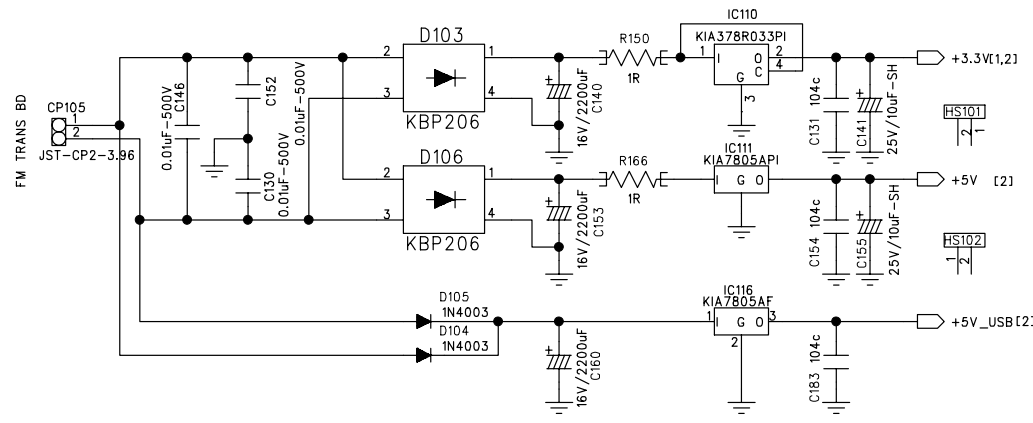 FM TRANS BD
CP105
1
2
JST-CP2-3.96
0.01uF-500V
C146
C152
0.01uF-500V
C130
0.01uF-500V
D103
2
1
3
4
KBP206
D106
2
1
3
4
KBP206
16V/2200uF
C140
R150
1R
IC110
KIA378R033PI
1
I
O
2
C
4
G
3
C131 104c
C141
25V/10uF-SH
+3.3V[1,2]
HS101
2
1
16V/2200uF
C153
R166
1R
IC111
KIA7805API
I G O
C154 104c
C155
25V/10uF-SH
+5V [2]
HS102
1
2
D105
1N4003
D104
1N4003
16V/2200uF
C160
IC116
KIA7805AF
1
I G O
3
2
C183 104c
+5V_USB[2]